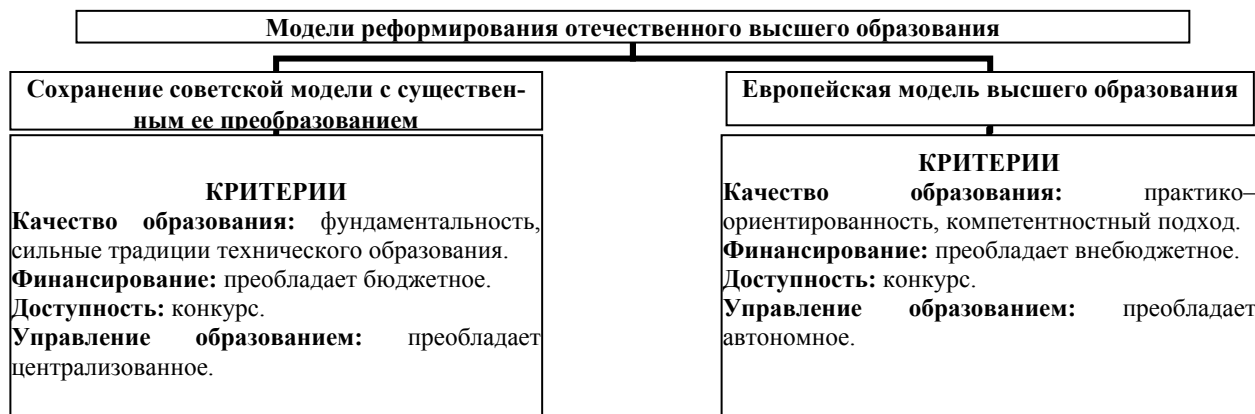 Модели реформирования отечественного высшего образования
Сохранение советской модели с существен-
ным ее преобразованием
КРИТЕРИИ
Качество образования: фундаментальность,
сильные традиции технического образования.
Финансирование: преобладает бюджетное.
Доступность: конкурс.
Управление образованием: преобладает
централизованное.
Европейская модель высшего образования
КРИТЕРИИ
Качество образования: практико–
ориентированность, компетентностный подход.
Финансирование: преобладает внебюджетное.
Доступность: конкурс.
Управление образованием: преобладает
автономное.